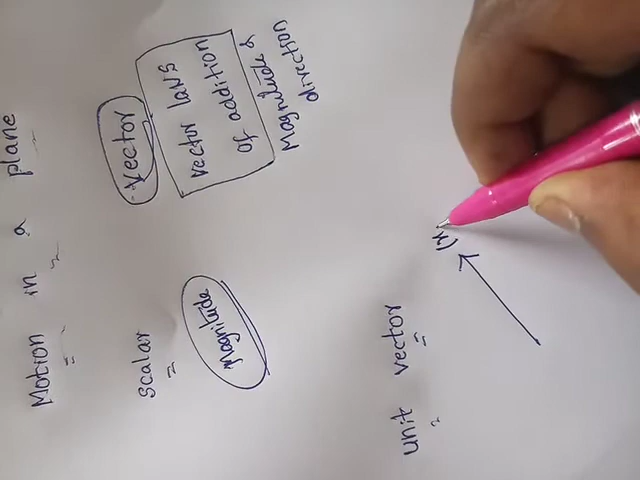 Motion in a plane
Scalar
Magnitude
Vector
vector laws
of addition
Magnitude &
direction
unit vector
(x